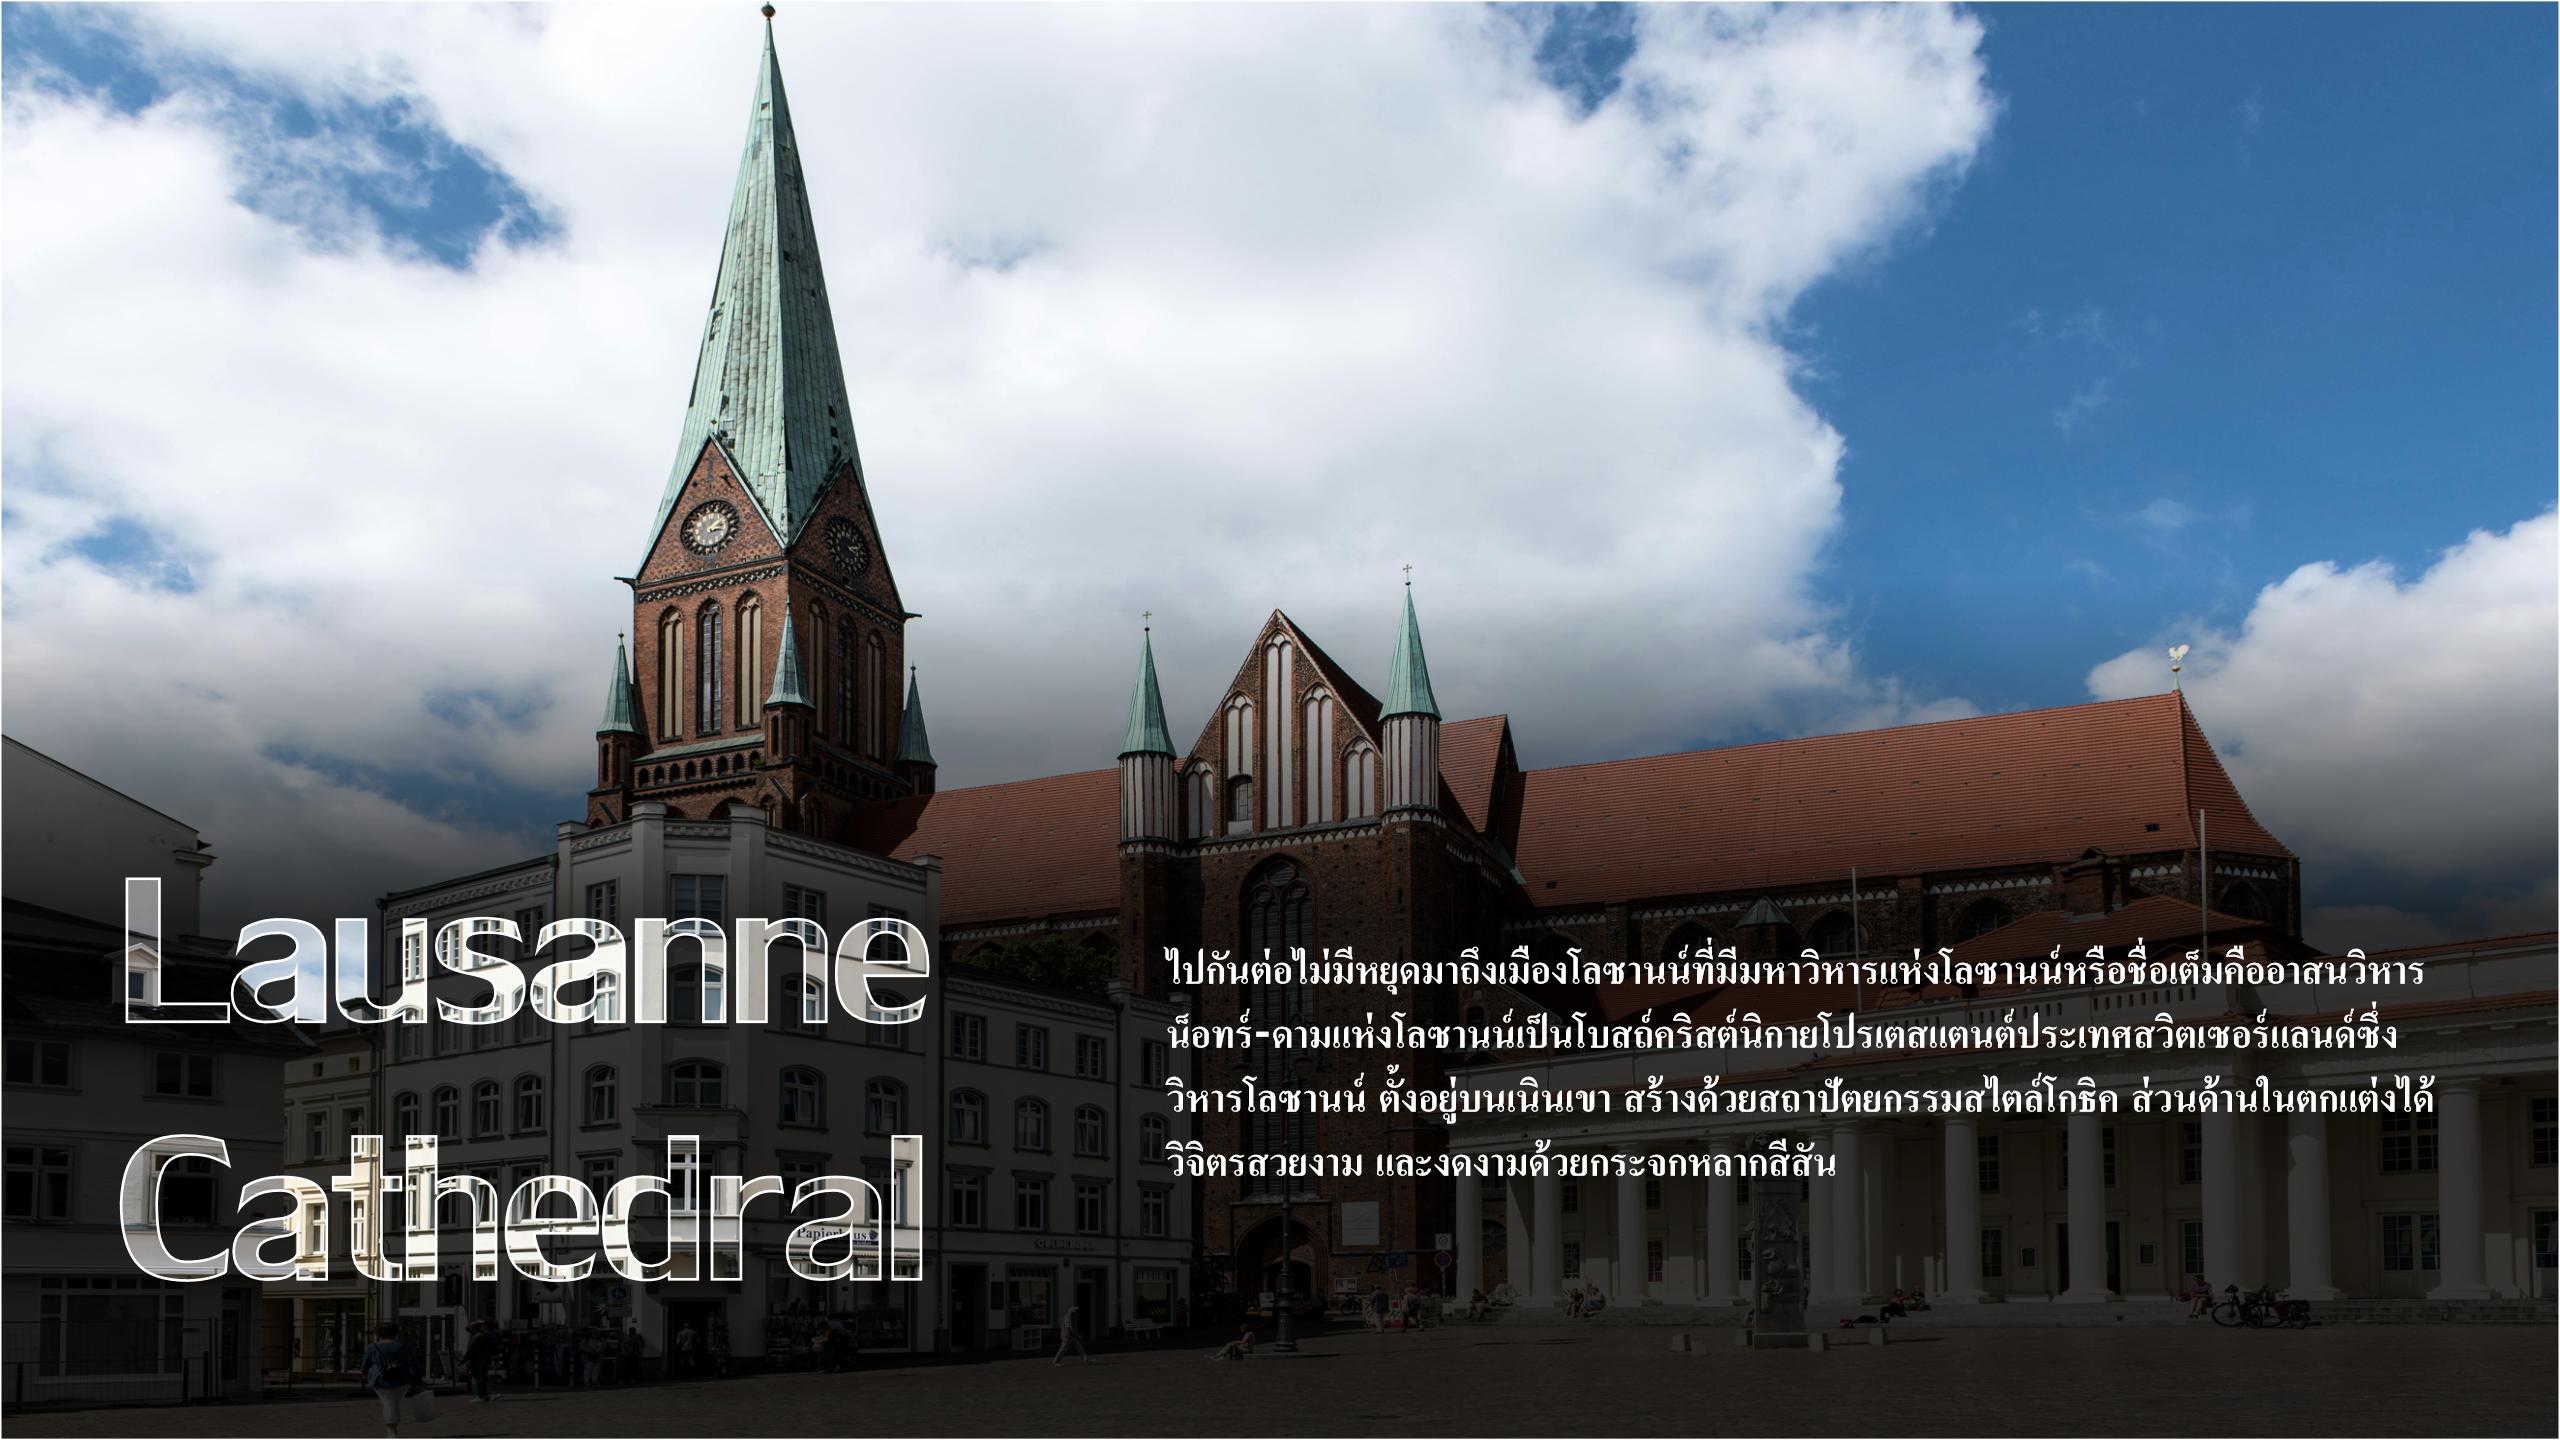 Lausanne
Cathedral
ไปกันต่อไม่มีหยุดมาถึงเมืองโลซานน์ที่มีมหาวิหารแห่งโลซานน์หรือชื่อเต็มคืออาสนวิหาร
น็อทร์-ดามแห่งโลซานน์เป็นโบสถ์คริสต์นิกายโปรเตสแตนต์ประเทศสวิตเซอร์แลนด์ซึ่ง
วิหารโลซานน์ ตั้งอยู่บนเนินเขา สร้างด้วยสถาปัตยกรรมสไตล์โกธิค ส่วนด้านในตกแต่งได้
วิจิตรสวยงาม และงดงามด้วยกระจกหลากสีสัน